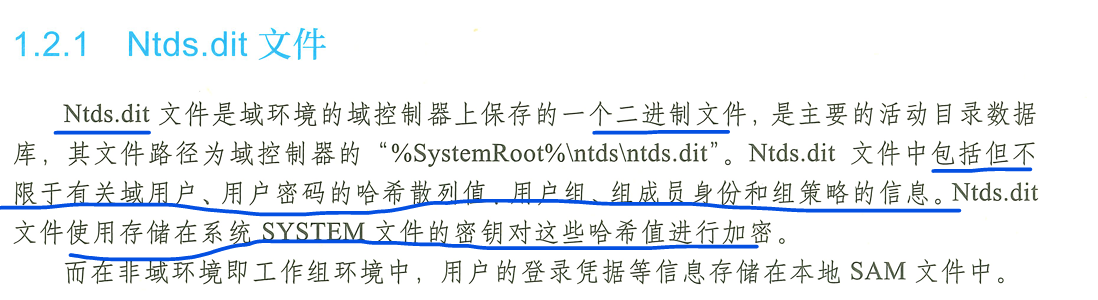 1.2.1 Ntds.dit 文件
Ntds.dit 文件是域环境的域控制器上保存的一个二进制文件，是主要的活动目录数据
库，其文件路径为域控制器的“%SystemRoot%\ntds\ntds.dit”。Ntds.dit 文件中包括但不
限于有关域用户、用户密码的哈希散列值、用户组、组成员身份和组策略的信息。Ntds.dit
文件使用存储在系统 SYSTEM 文件的密钥对这些哈希值进行加密。
而在非域环境即工作组环境中，用户的登录凭据等信息存储在本地 SAM 文件中。